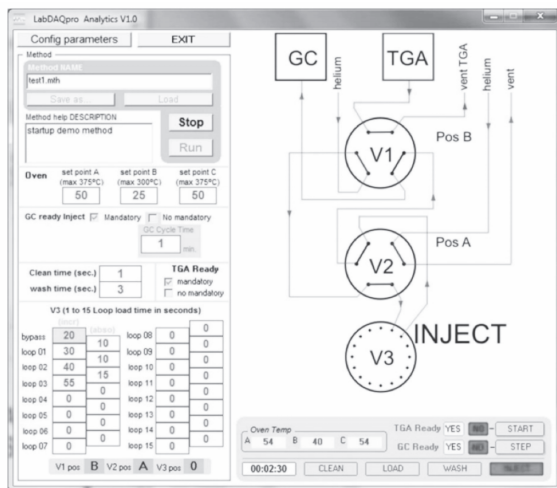 LabDAQpro Analytics V1.0
Config parameters EXIT
Method
Method NAME
test1.mth
Save as... Load
Method help DESCRIPTION
startup demo method
Stop
Run
Oven
set point A (max 375ºC) set point B (max 300ºC) set point C (max 375ºC)
50 25 50
GC ready Inject Mandatory No mandatory
GC Cycle Time
1 min.
Clean time (sec.) 1
wash time (sec.) 3
TGA Ready
mandatory
no mandatory
V3 (1 to 15 Loop load time in seconds)
bypass 20
loop 01 30
loop 02 40
loop 03 55
loop 04 0
loop 05 0
loop 06 0
loop 07 0
10
10
15
0
0
0
0
loop 08 0
loop 09 0
loop 10 0
loop 11 0
loop 12 0
loop 13 0
loop 14 0
loop 15 0
0
0
0
0
0
0
0
0
V1 pos B V2 pos A V3 pos 0
GC
helium
TGA
vent TGA
helium
vent
V1
Pos B
V2
Pos A
V3
INJECT
Oven Temp
A 54 B 40 C 54
TGA Ready YES NO START
GC Ready YES NO STEP
00:02:30 CLEAN LOAD WASH INJECT